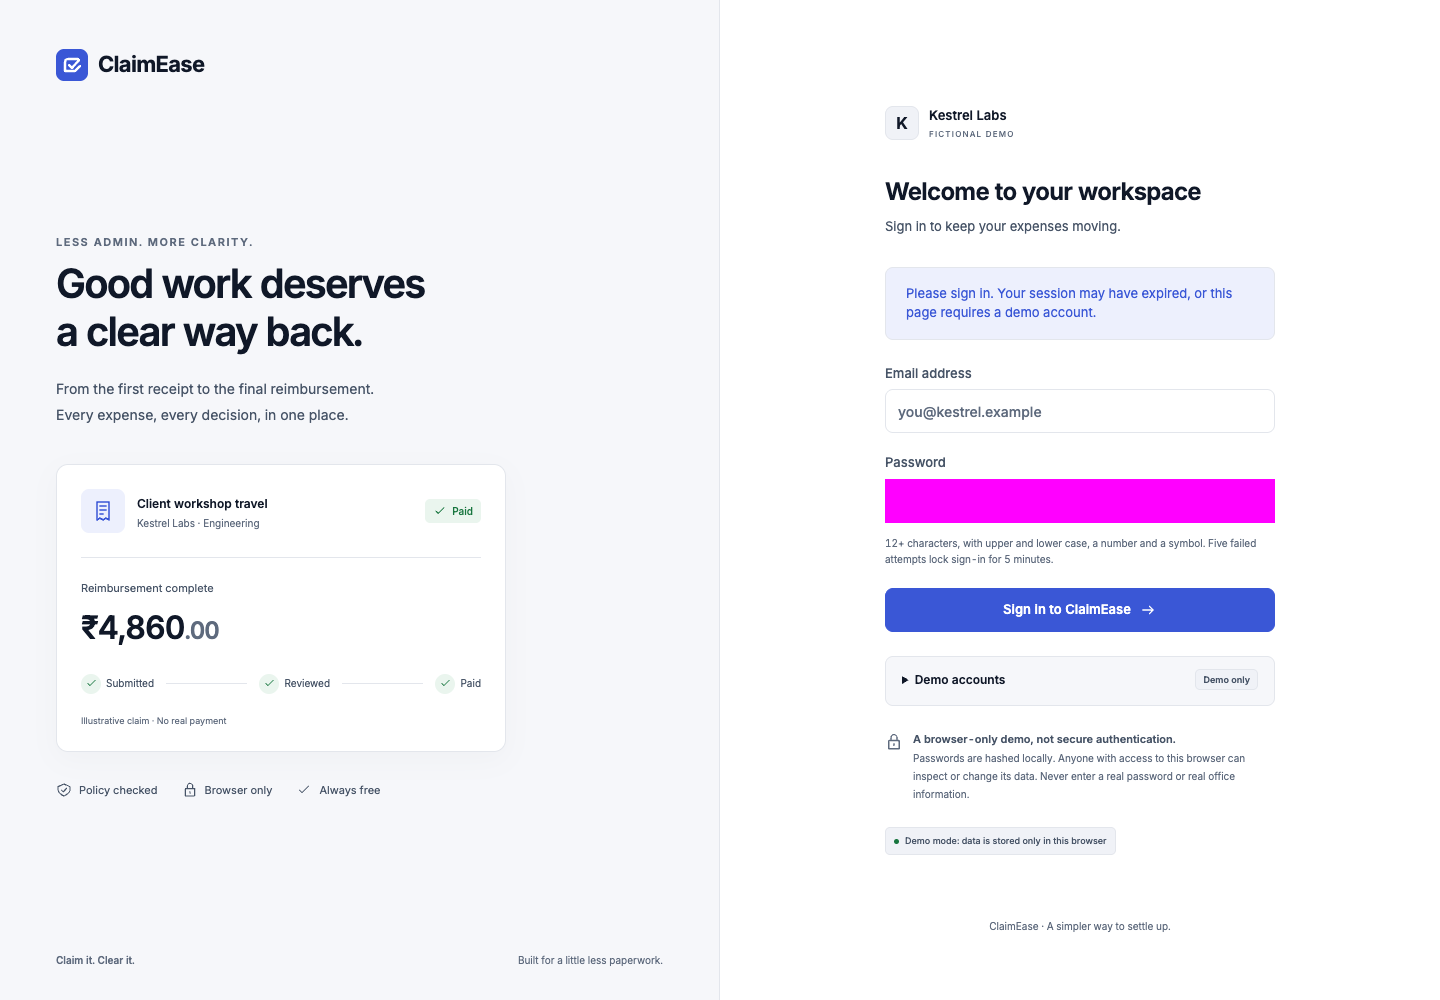 ClaimEase
LESS ADMIN. MORE CLARITY.
Good work deserves
a clear way back.
From the first receipt to the final reimbursement.
Every expense, every decision, in one place.
Client workshop travel
Kestrel Labs · Engineering
Paid
Reimbursement complete
₹4,860.00
Submitted
Reviewed
Paid
Illustrative claim · No real payment
Policy checked
Browser only
Always free
Claim it. Clear it.
Built for a little less paperwork.
K
Kestrel Labs
FICTIONAL DEMO
Welcome to your workspace
Sign in to keep your expenses moving.
Please sign in. Your session may have expired, or this
page requires a demo account.
Email address
you@kestrel.example
Password
12+ characters, with upper and lower case, a number and a symbol. Five failed
attempts lock sign-in for 5 minutes.
Sign in to ClaimEase →
Demo accounts
Demo only
A browser-only demo, not secure authentication.
Passwords are hashed locally. Anyone with access to this browser can
inspect or change its data. Never enter a real password or real office
information.
Demo mode: data is stored only in this browser
ClaimEase · A simpler way to settle up.